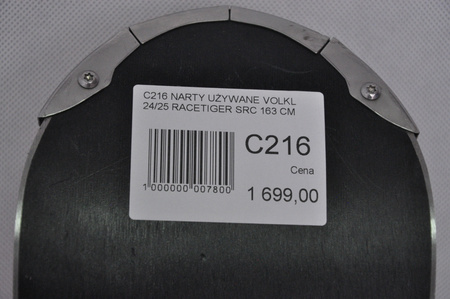 C216 NARTY UŻYWANE VOLKL
24/25 RACETIGER SRC 163 CM
C216
Cena
1 000000 007800
1 699,00